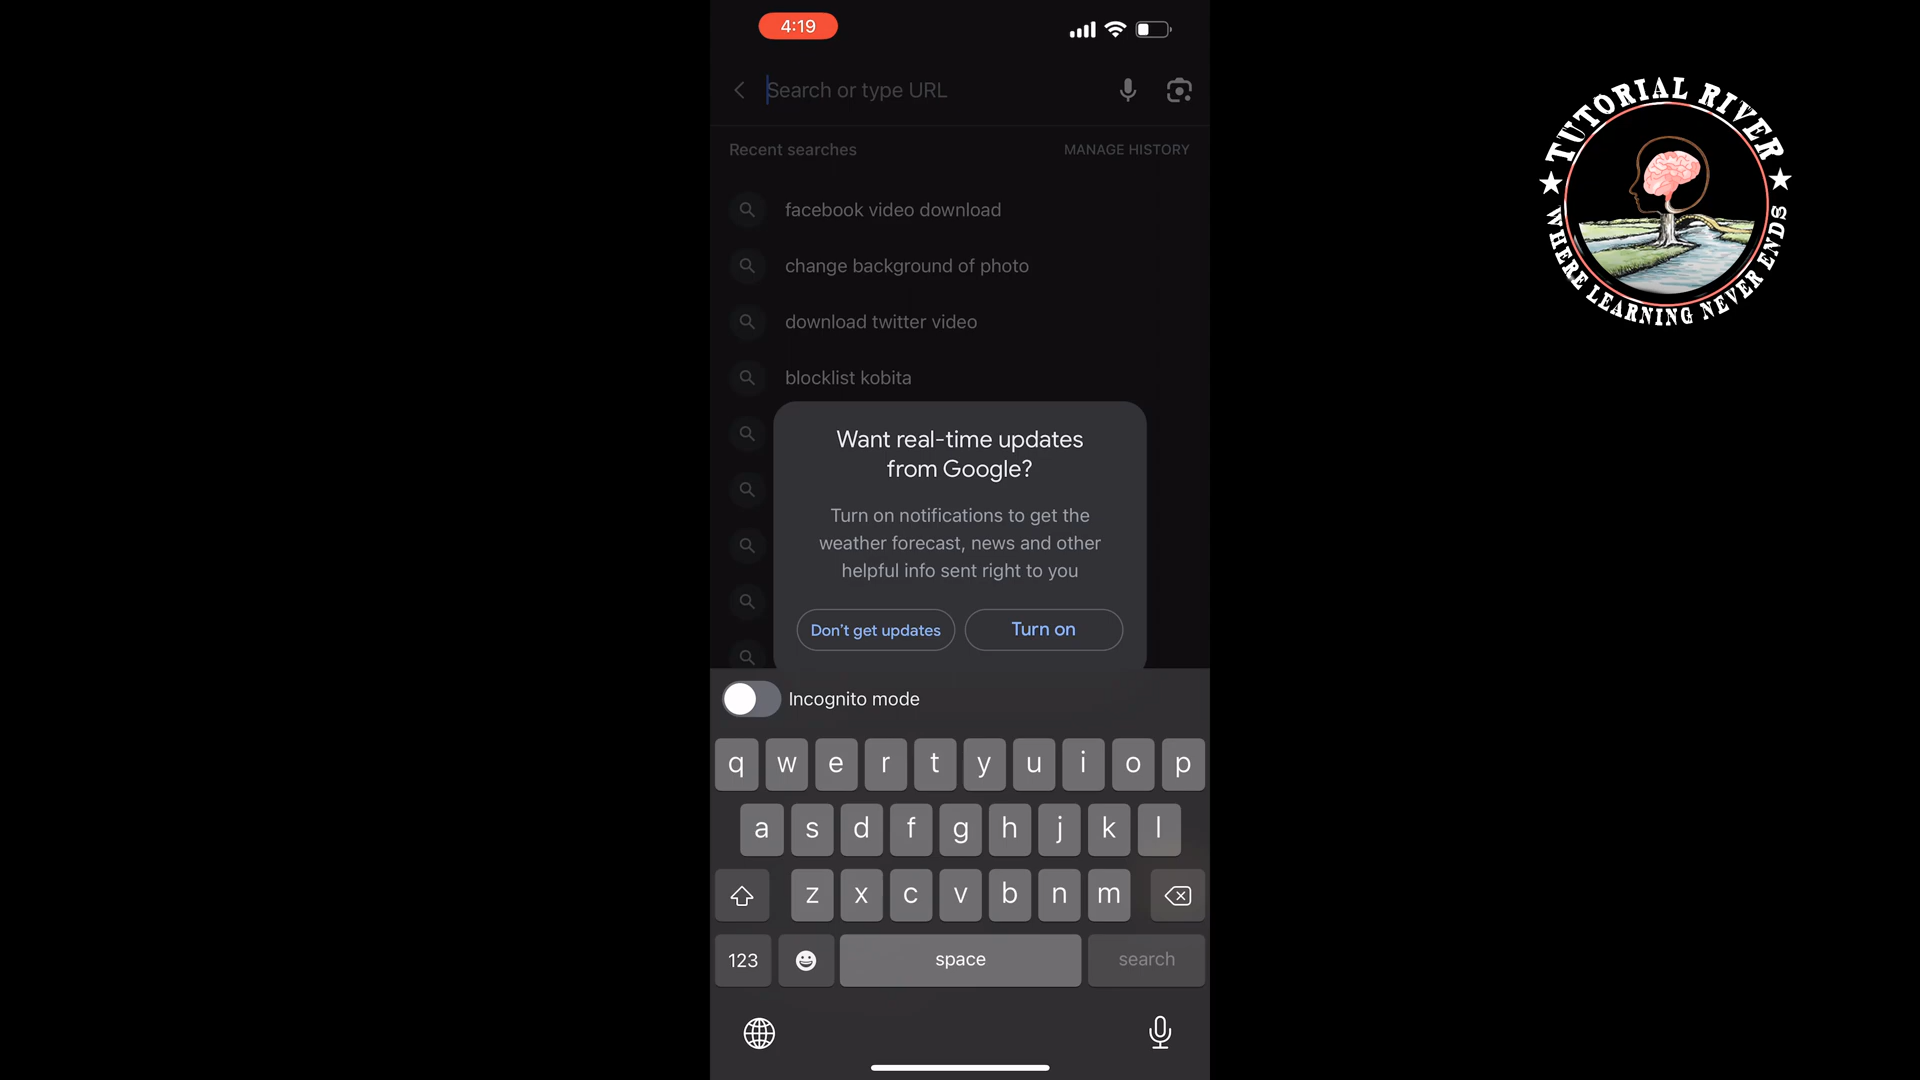 4:19
Search or type URL
Recent searches
MANAGE HISTORY
facebook video download
change background of photo
download twitter video
blocklist kobita
Want real-time updates
from Google?
Turn on notifications to get the
weather forecast, news and other
helpful info sent right to you
Don't get updates
Turn on
Incognito mode
q w e r t y u i o p
a s d f g h j k l
z x c v b n m
123
space
search
TUTORIAL RIVER
WHERE LEARNING NEVER ENDS